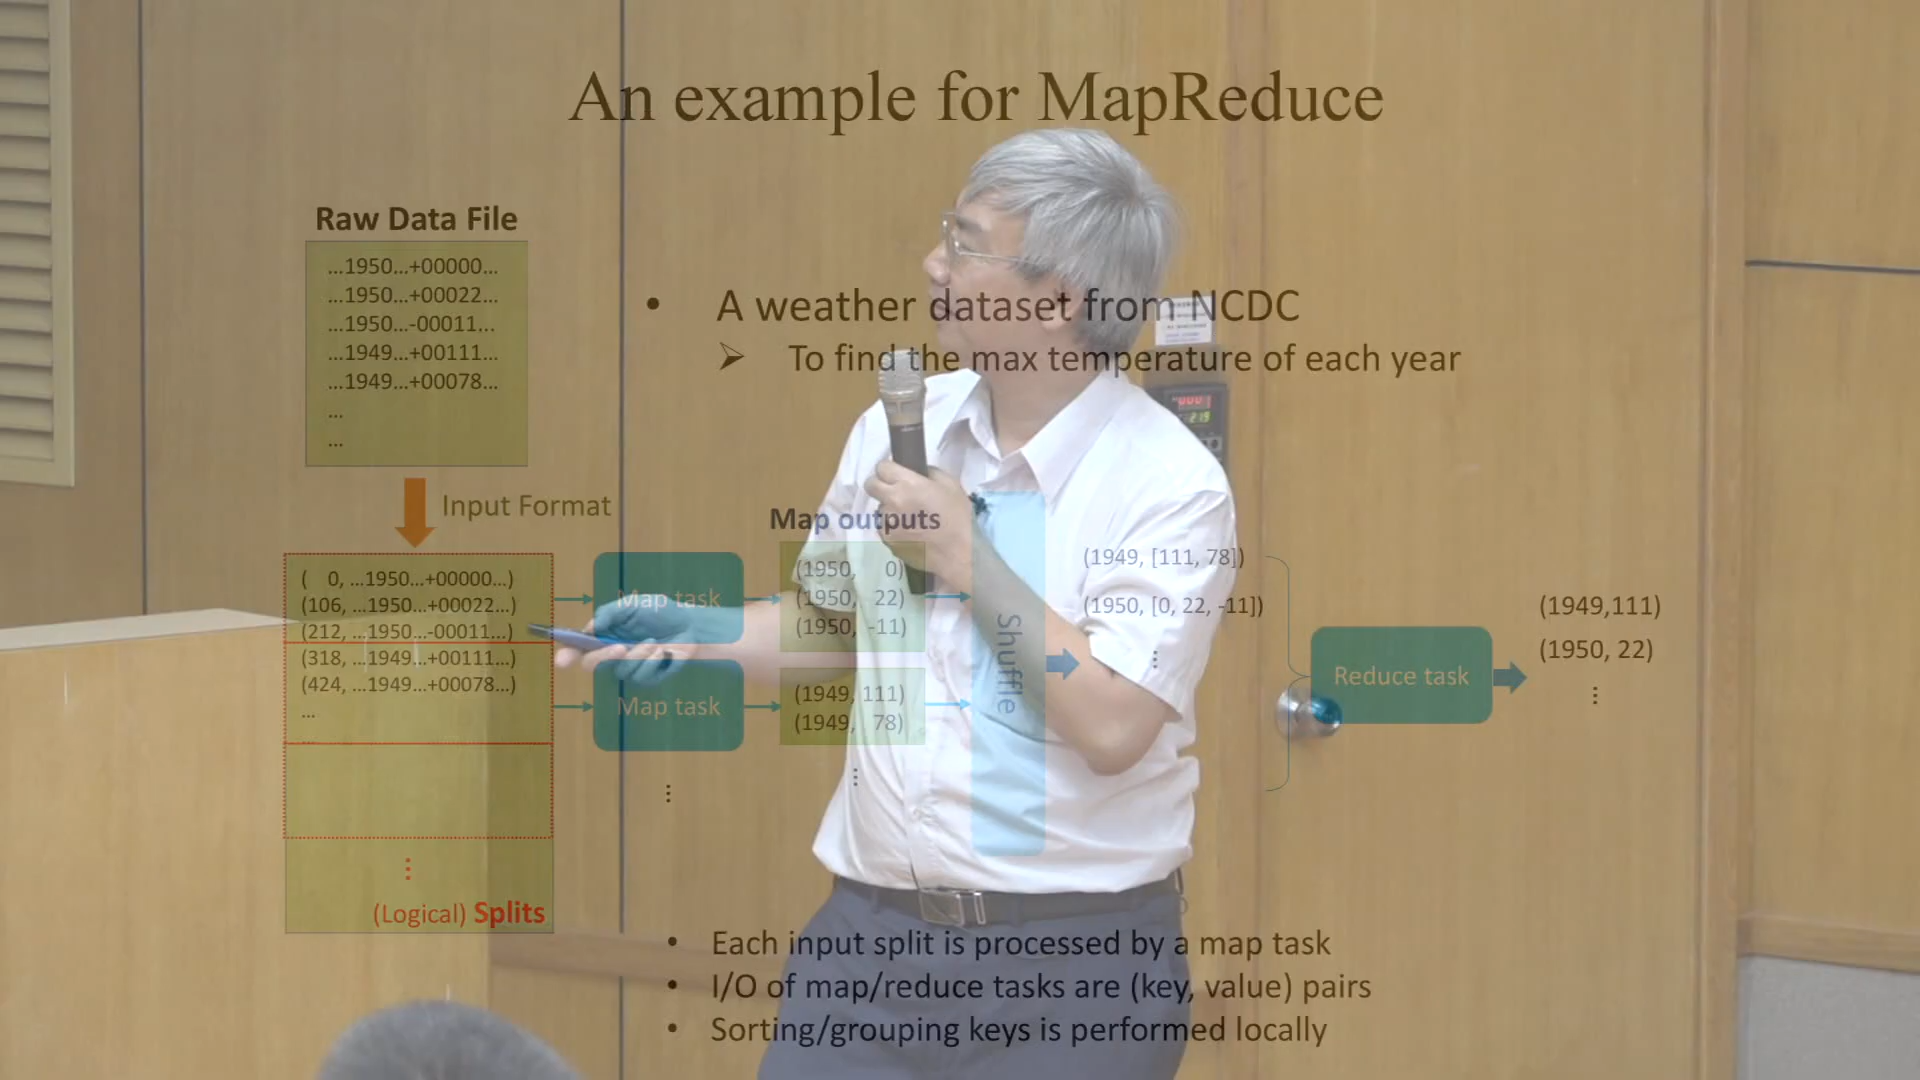 An example for MapReduce
Raw Data File
...1950...+00000...
...1950...+00022...
...1950...-00011...
...1949...+00111...
...1949...+00078...
...
...
• A weather dataset from NCDC
➢ To find the max temperature of each year
Input Format
( 0, ...1950...+00000...)
(106, ...1950...+00022...)
(212, ...1950...-00011...)
(318, ...1949...+00111...)
(424, ...1949...+00078...)
...
...
⋮
(Logical) Splits
Map task
Map task
⋮
Map outputs
(1950, 0)
(1950, 22)
(1950, -11)
(1949, 111)
(1949, 78)
⋮
Shuffle
(1949, [111, 78])
(1950, [0, 22, -11])
⋮
Reduce task
(1949,111)
(1950, 22)
⋮
• Each input split is processed by a map task
• I/O of map/reduce tasks are (key, value) pairs
• Sorting/grouping keys is performed locally